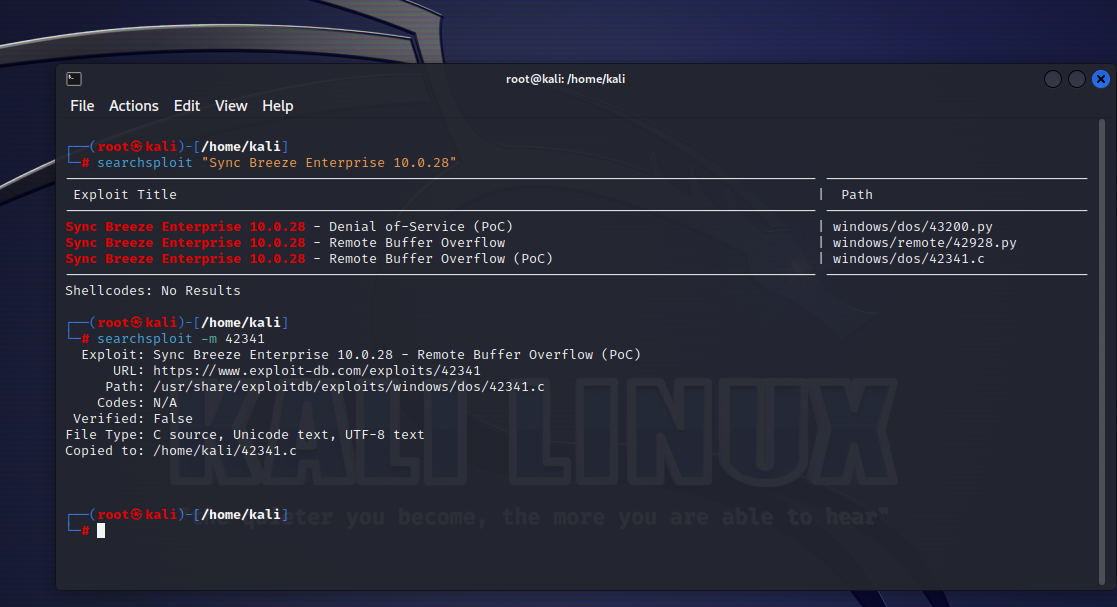 root@kali: /home/kali
File Actions Edit View Help
┌──(root㉿kali)-[/home/kali]
└─# searchsploit "Sync Breeze Enterprise 10.0.28"
Exploit Title | Path
Sync Breeze Enterprise 10.0.28 - Denial of-Service (PoC) | windows/dos/43200.py
Sync Breeze Enterprise 10.0.28 - Remote Buffer Overflow | windows/remote/42928.py
Sync Breeze Enterprise 10.0.28 - Remote Buffer Overflow (PoC) | windows/dos/42341.c
Shellcodes: No Results
┌──(root㉿kali)-[/home/kali]
└─# searchsploit -m 42341
Exploit: Sync Breeze Enterprise 10.0.28 - Remote Buffer Overflow (PoC)
URL: https://www.exploit-db.com/exploits/42341
Path: /usr/share/exploitdb/exploits/windows/dos/42341.c
Codes: N/A
Verified: False
File Type: C source, Unicode text, UTF-8 text
Copied to: /home/kali/42341.c
KALI LINUX
┌──(root㉿kali)-[/home/kali]
you become, the more you are able to hear"
└─#